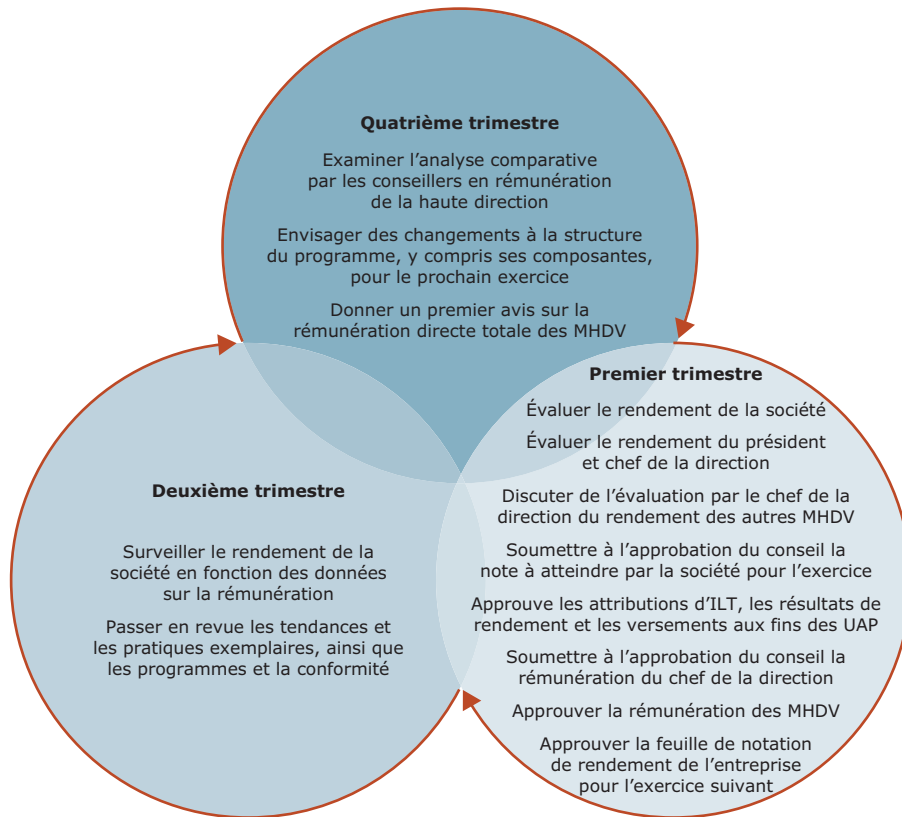 Quatrième trimestre
Examiner l’analyse comparative
par les conseillers en rémunération
de la haute direction
Envisager des changements à la structure
du programme, y compris ses composantes,
pour le prochain exercice
Donner un premier avis sur la
rémunération directe totale des MHDV
Premier trimestre
Évaluer le rendement de la société
Évaluer le rendement du président
et chef de la direction
Discuter de l’évaluation par le chef de la
direction du rendement des autres MHDV
Soumettre à l’approbation du conseil la
note à atteindre par la société pour l’exercice
Approuve les attributions d’ILT, les résultats de
rendement et les versements aux fins des UAP
Soumettre à l’approbation du conseil la
rémunération du chef de la direction
Approuver la rémunération des MHDV
Approuver la feuille de notation
de rendement de l’entreprise
pour l’exercice suivant
Deuxième trimestre
Surveiller le rendement de la
société en fonction des données
sur la rémunération
Passer en revue les tendances et
les pratiques exemplaires, ainsi que
les programmes et la conformité